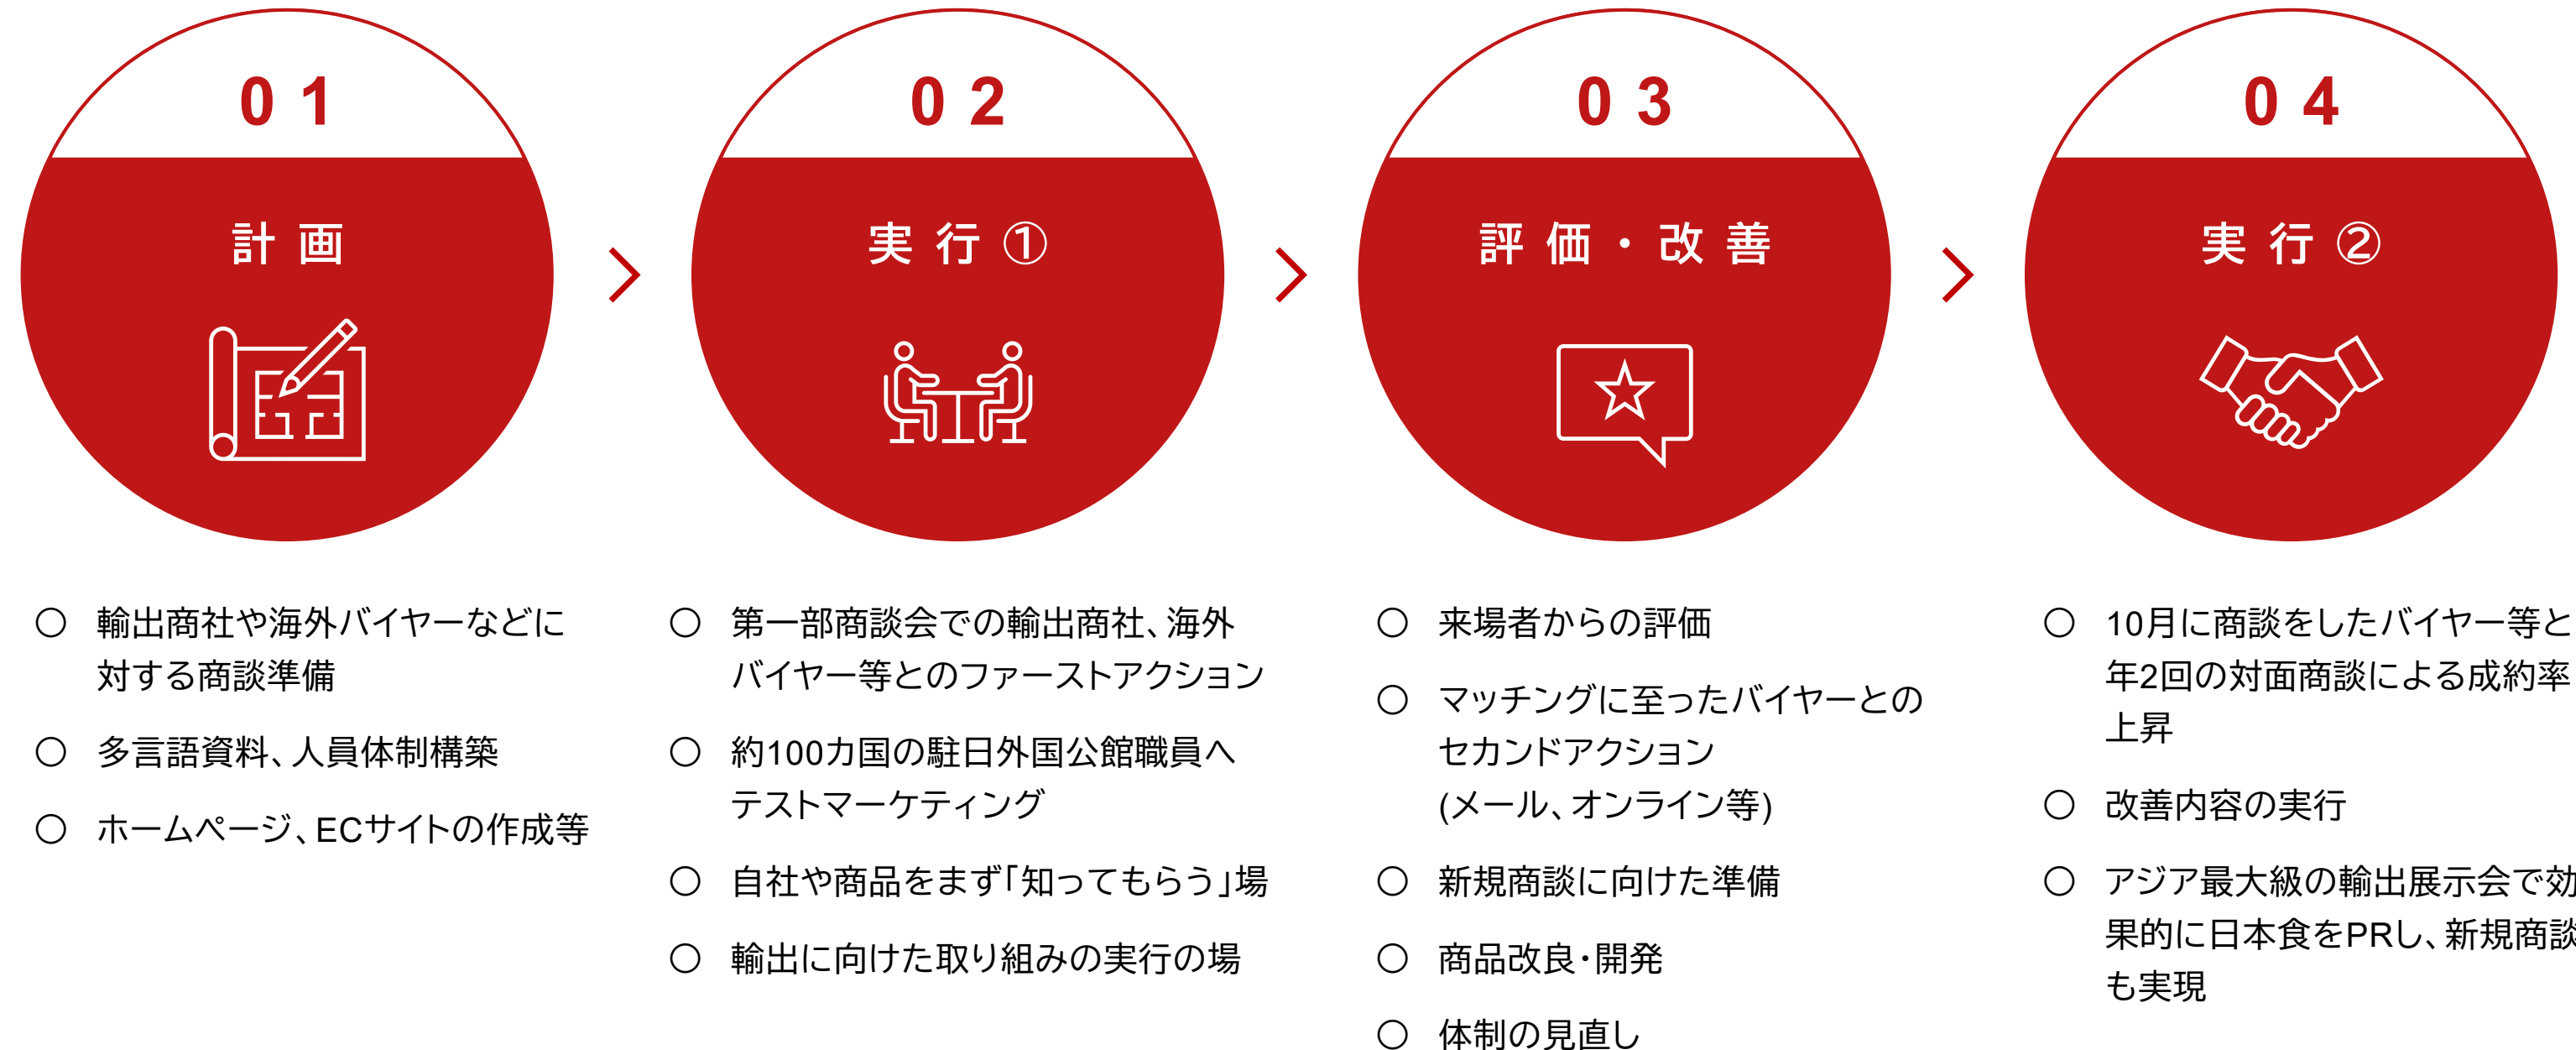 01
計画
輸出商社や海外バイヤーなどに
対する商談準備
多言語資料、人員体制構築
ホームページ、ECサイトの作成等
02
実行①
第一部商談会での輸出商社、海外
バイヤー等とのファーストアクション
約100カ国の駐日外国公館職員へ
テストマーケティング
自社や商品をまず「知ってもらう」場
輸出に向けた取り組みの実行の場
03
評価・改善
来場者からの評価
マッチングに至ったバイヤーとの
セカンドアクション
(メール、オンライン等)
新規商談に向けた準備
商品改良・開発
体制の見直し
04
実行②
10月に商談をしたバイヤー等と
年2回の対面商談による成約率
上昇
改善内容の実行
アジア最大級の輸出展示会で効
果的に日本食をPRし、新規商談
も実現